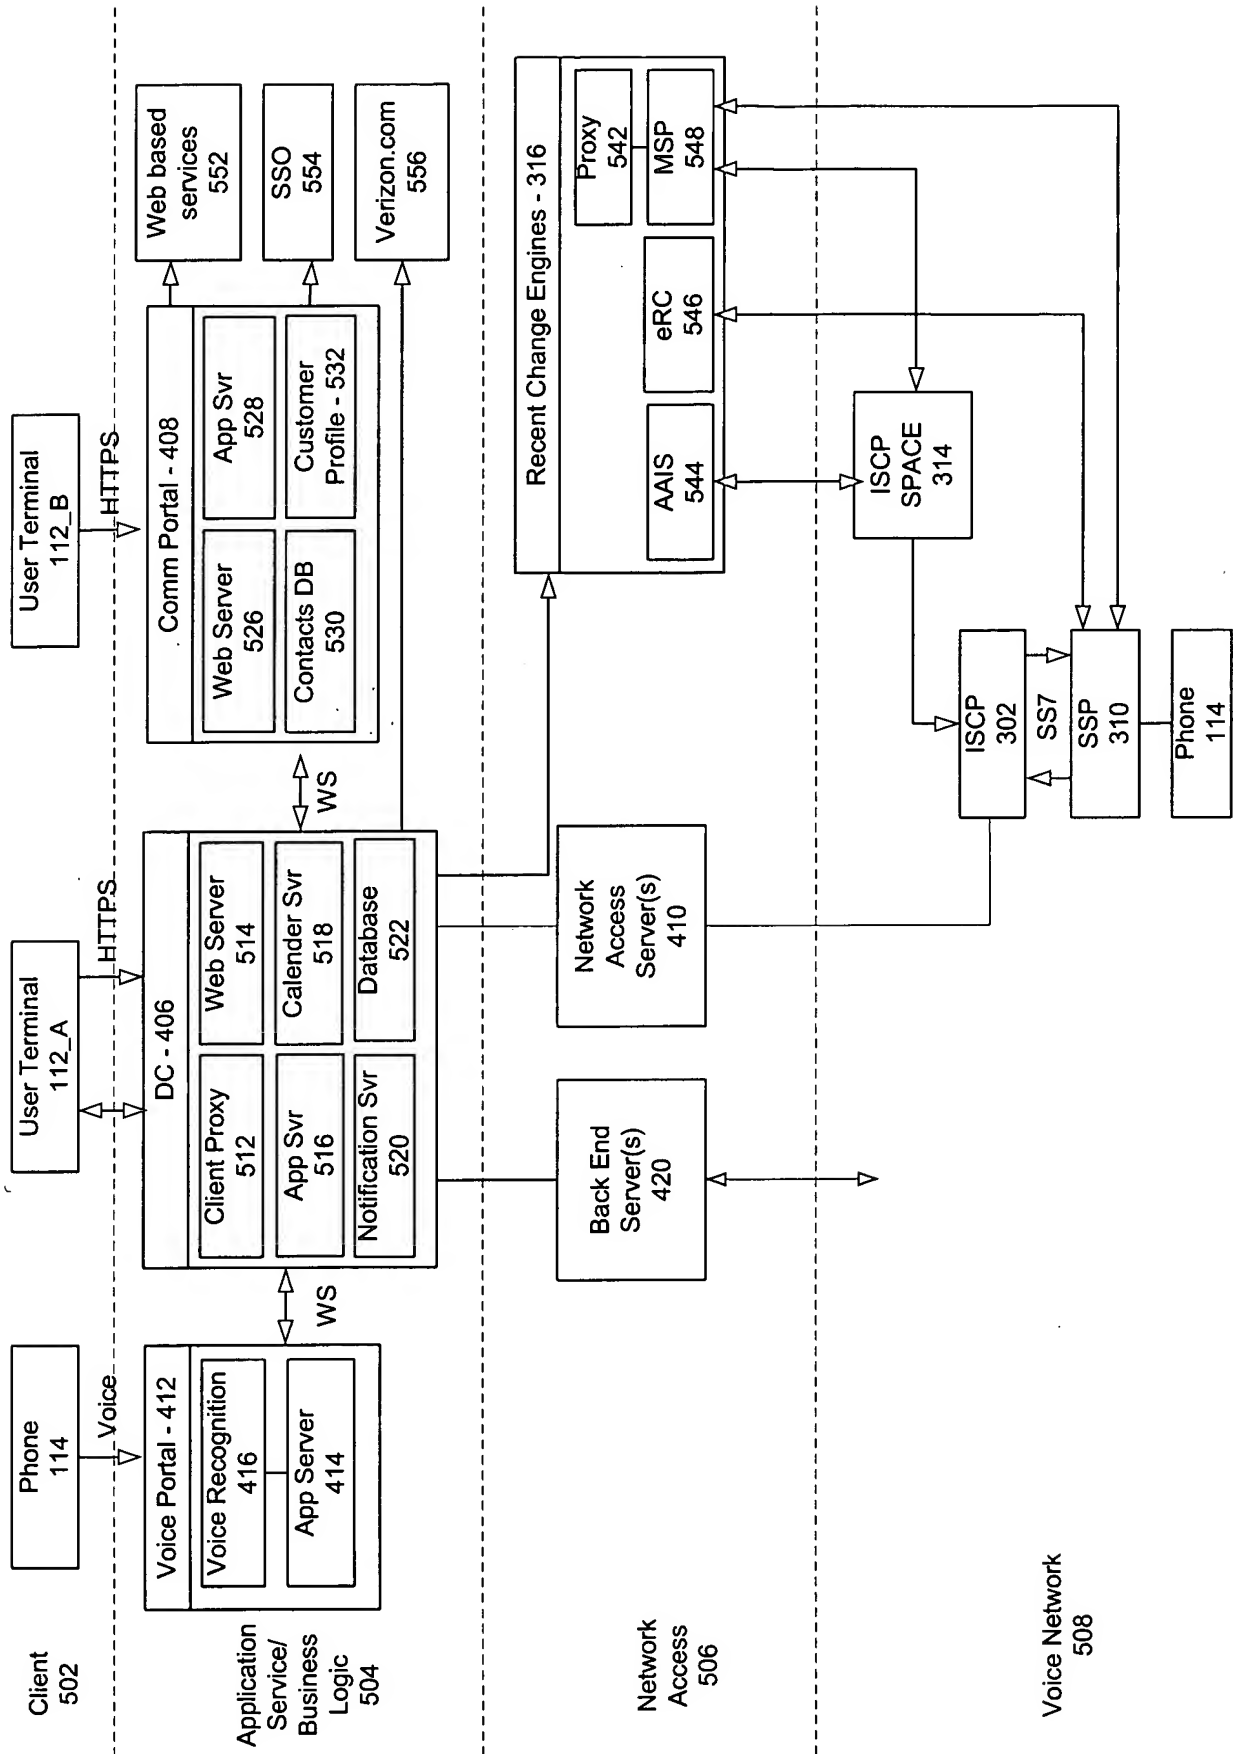 Client
502
Phone
114
User Terminal
112_A
User Terminal
112_B
Voice
HTTPS
HTTPS
Application
Service/
Business
Logic
504
Voice Portal - 412
Voice Recognition
416
App Server
414
WS
DC - 406
Client Proxy
512
Web Server
514
App Svr
516
Calender Svr
518
Notification Svr
520
Database
522
WS
Comm Portal - 408
Web Server
526
App Svr
528
Contacts DB
530
Customer
Profile - 532
Web based
services
552
SSO
554
Verizon.com
556
Network
Access
506
Back End
Server(s)
420
Network
Access
Server(s)
410
Recent Change Engines - 316
Proxy
542
AAIS
544
eRC
546
MSP
548
Voice Network
508
ISCP
SPACE
314
ISCP
302
SS7
SSP
310
Phone
114